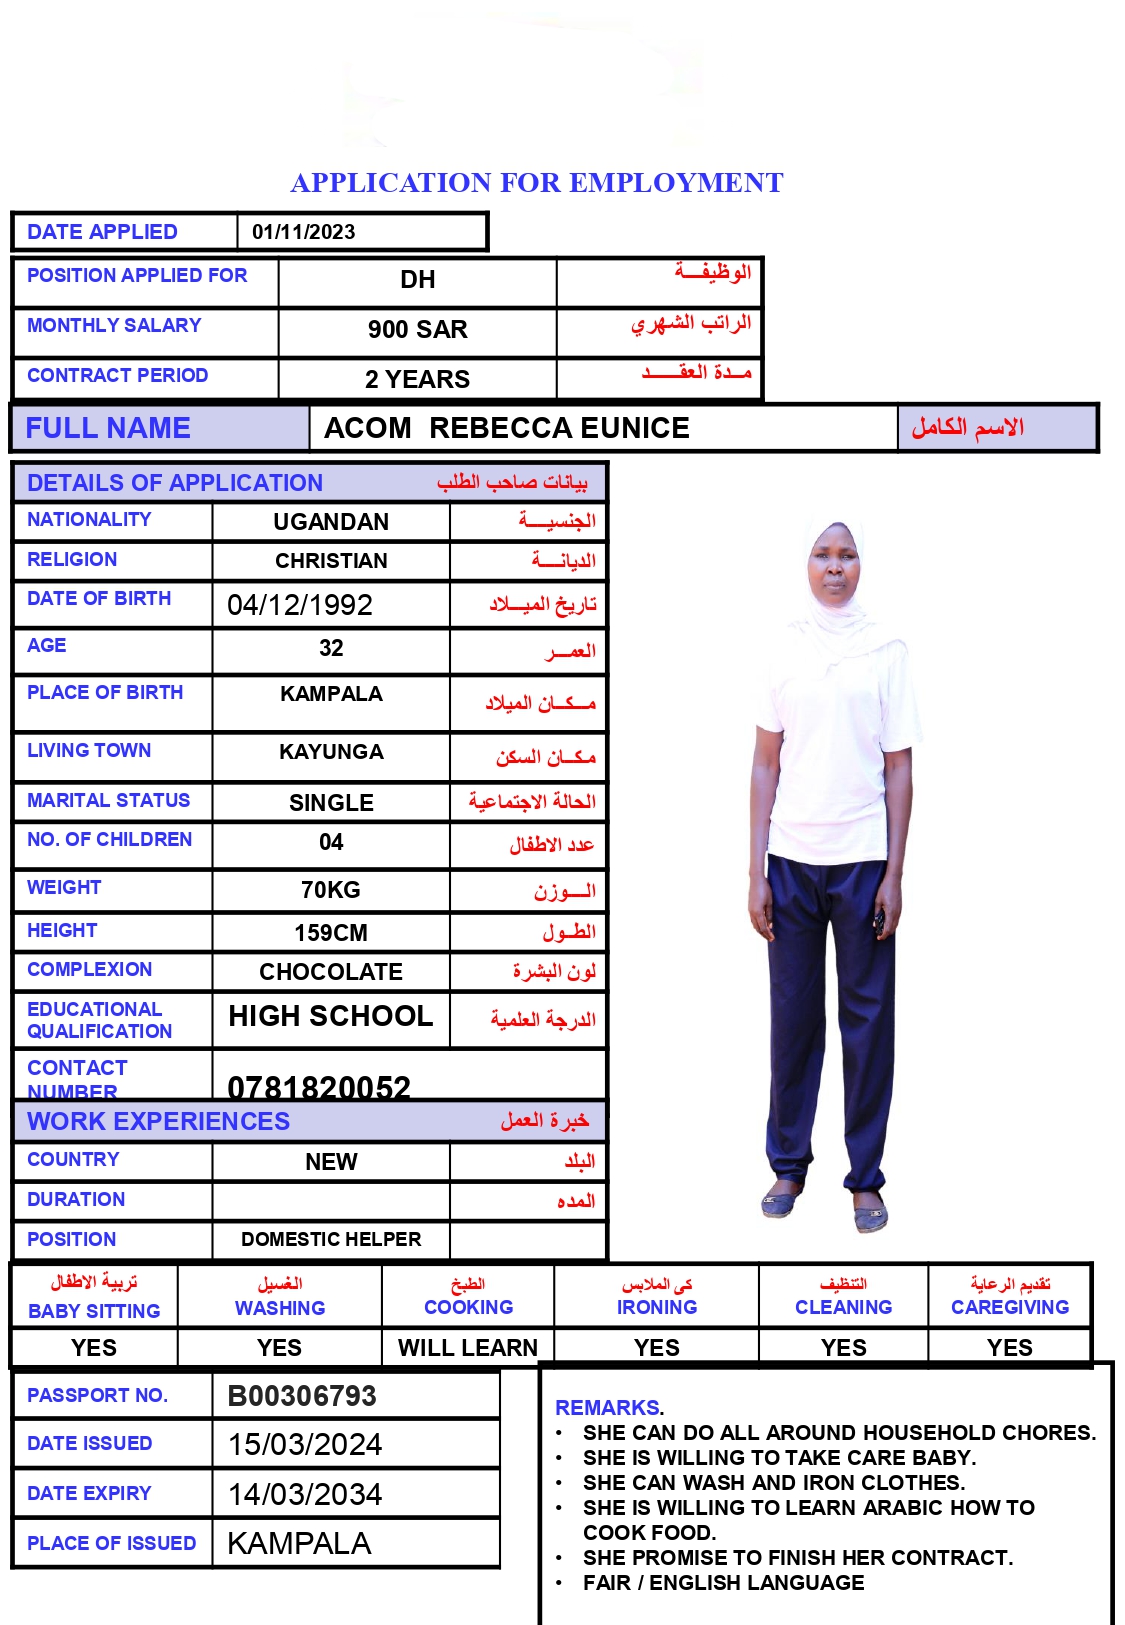 APPLICATION FOR EMPLOYMENT
DATE APPLIED 01/11/2023
POSITION APPLIED FOR DH الوظيفــة
MONTHLY SALARY 900 SAR الراتب الشهري
CONTRACT PERIOD 2 YEARS مــدة العقــــد
FULL NAME ACOM REBECCA EUNICE الاسم الكامل
DETAILS OF APPLICATION بيانات صاحب الطلب
NATIONALITY UGANDAN الجنسيــــة
RELIGION CHRISTIAN الديانــــة
DATE OF BIRTH 04/12/1992 تاريخ الميـــلاد
AGE 32 العمــر
PLACE OF BIRTH KAMPALA مـــكــان الميلاد
LIVING TOWN KAYUNGA مكــان السكن
MARITAL STATUS SINGLE الحالة الاجتماعية
NO. OF CHILDREN 04 عدد الاطفال
WEIGHT 70KG الــــوزن
HEIGHT 159CM الطــول
COMPLEXION CHOCOLATE لون البشرة
EDUCATIONAL QUALIFICATION HIGH SCHOOL الدرجة العلمية
CONTACT NUMBER 0781820052
WORK EXPERIENCES خبرة العمل
COUNTRY NEW البلد
DURATION المده
POSITION DOMESTIC HELPER
تربية الاطفال الغسيل الطبخ كى الملابس التنظيف تقديم الرعاية
BABY SITTING WASHING COOKING IRONING CLEANING CAREGIVING
YES YES WILL LEARN YES YES YES
PASSPORT NO. B00306793
DATE ISSUED 15/03/2024
DATE EXPIRY 14/03/2034
PLACE OF ISSUED KAMPALA
REMARKS.
• SHE CAN DO ALL AROUND HOUSEHOLD CHORES.
• SHE IS WILLING TO TAKE CARE BABY.
• SHE CAN WASH AND IRON CLOTHES.
• SHE IS WILLING TO LEARN ARABIC HOW TO
COOK FOOD.
• SHE PROMISE TO FINISH HER CONTRACT.
• FAIR / ENGLISH LANGUAGE